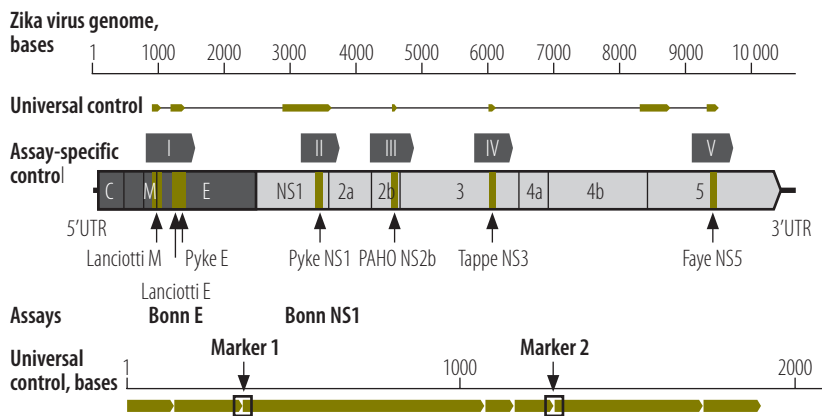 Zika virus genome,
bases
1 1000 2000 3000 4000 5000 6000 7000 8000 9000 10 000
Universal control
I II III IV V
Assay-specific
control
C M E NS1 2a 2b 3 4a 4b 5
5’UTR 3’UTR
Lanciotti M Pyke E Pyke NS1 PAHO NS2b Tappe NS3 Faye NS5
Lanciotti E
Assays Bonn E Bonn NS1
Marker 1 Marker 2
Universal
control, bases
1 1000 2000